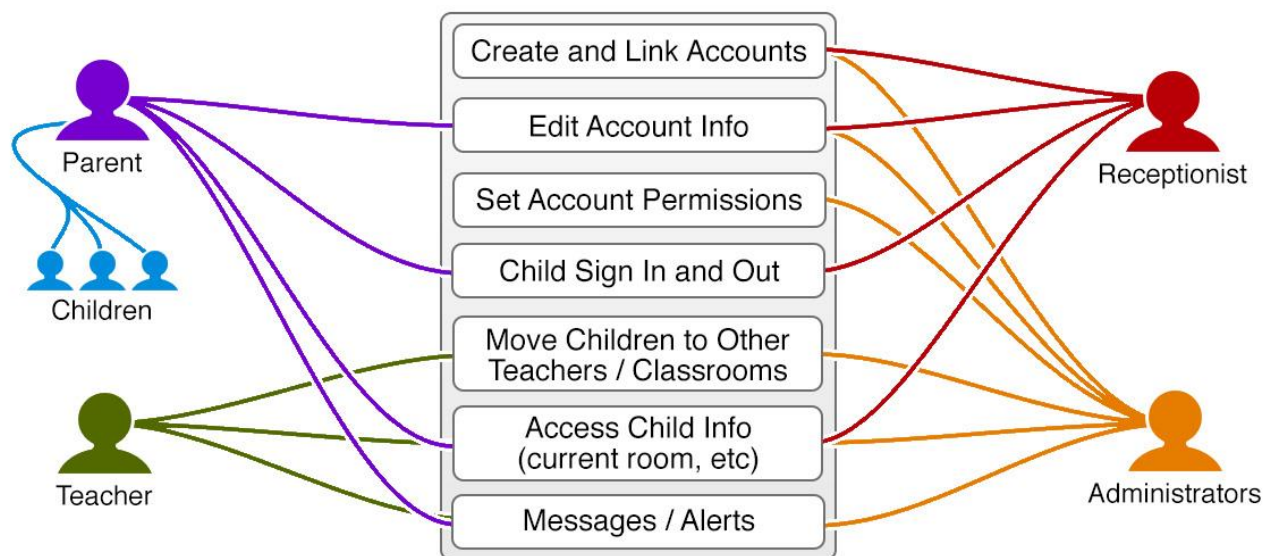 Create and Link Accounts
Edit Account Info
Set Account Permissions
Child Sign In and Out
Move Children to Other
Teachers / Classrooms
Access Child Info
(current room, etc)
Messages / Alerts
Parent
Children
Teacher
Receptionist
Administrators